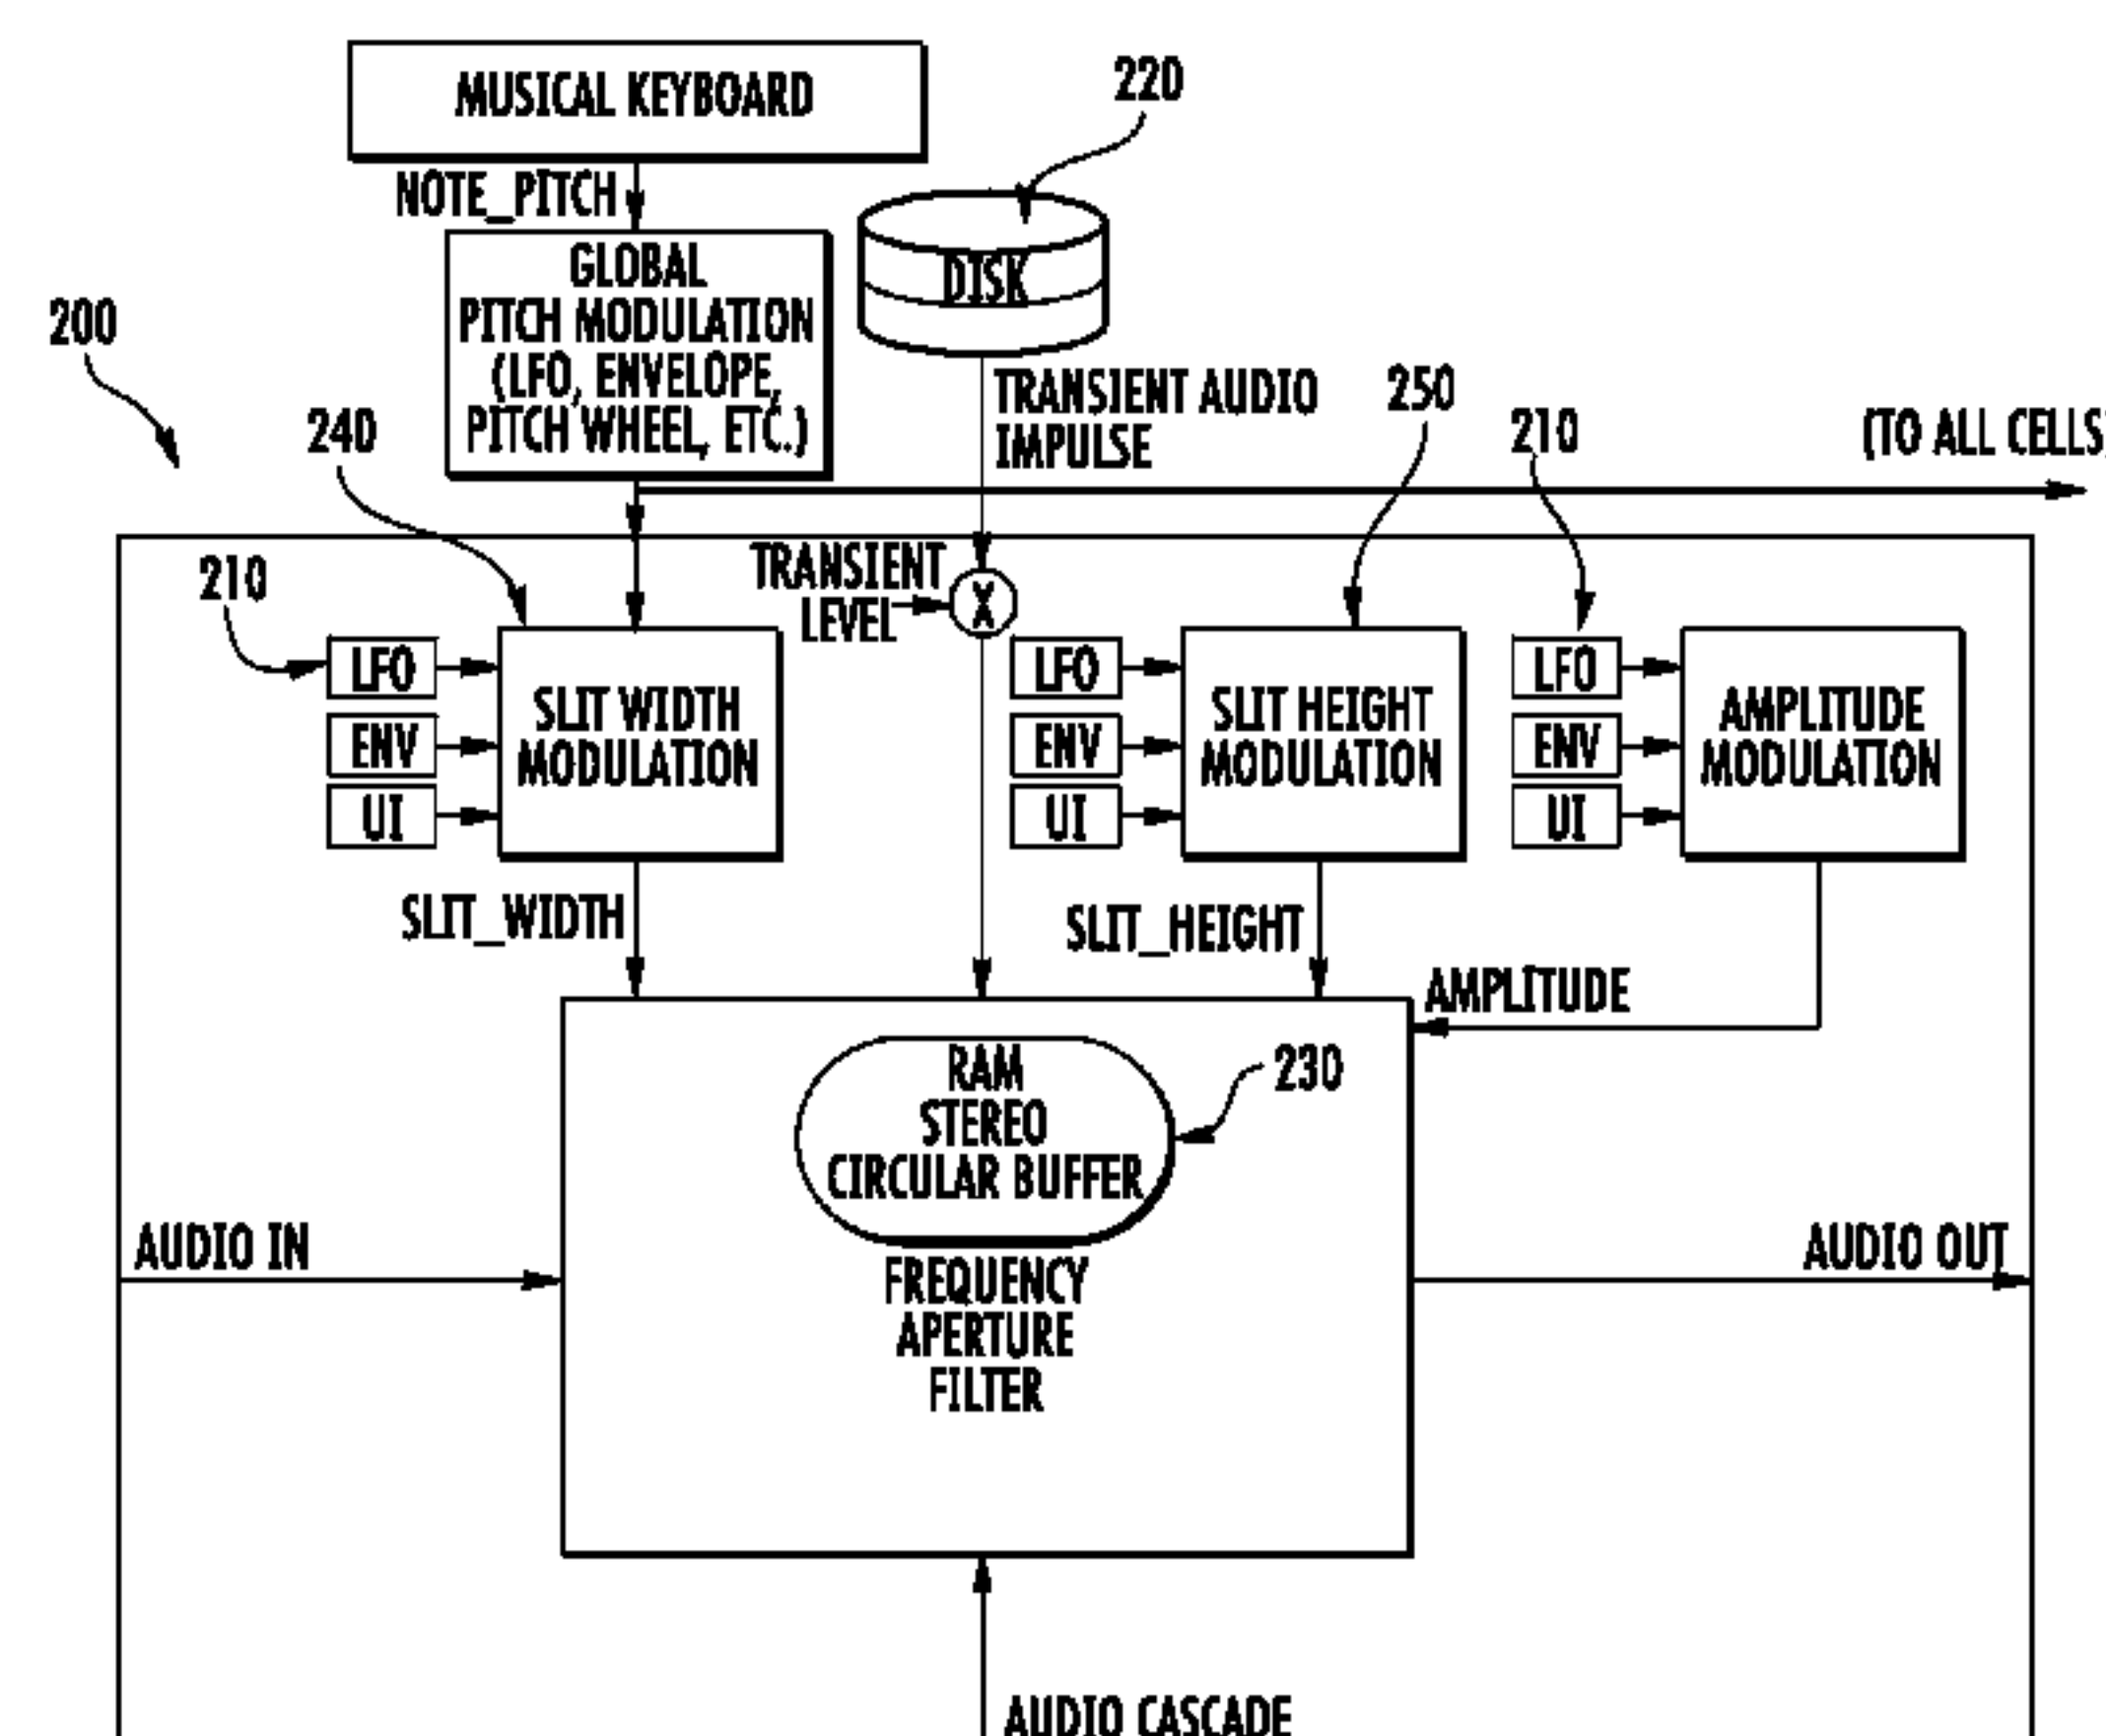 MUSICAL KEYBOARD
220
NOTE_PITCH
GLOBAL
PITCH MODULATION
(LFO, ENVELOPE,
PITCH WHEEL, ETC.)
DISK
200
240
TRANSIENT AUDIO
IMPULSE
250
210
(TO ALL CELLS)
210
TRANSIENT
LEVEL
X
LFO
ENV
UI
SLIT WIDTH
MODULATION
LFO
ENV
UI
SLIT HEIGHT
MODULATION
LFO
ENV
UI
AMPLITUDE
MODULATION
SLIT_WIDTH
SLIT_HEIGHT
AMPLITUDE
RAM
STEREO
CIRCULAR BUFFER
230
AUDIO IN
FREQUENCY
APERTURE
FILTER
AUDIO OUT
AUDIO CASCADE